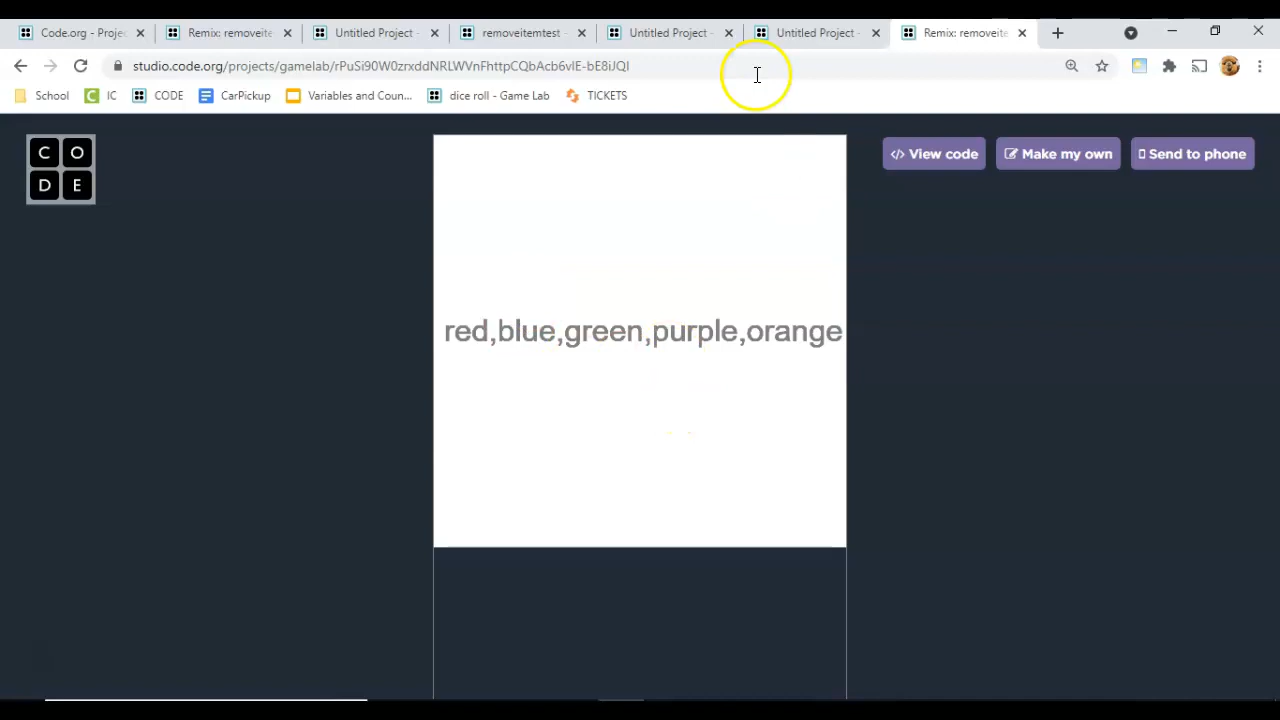 Code.org - Projec
Remix: removeite
Untitled Project -
removeitemtest -
Untitled Project -
Untitled Project -
Remix: removeite
studio.code.org/projects/gamelab/rPuSi90W0zrxddNRLWVnFhttpCQbAcb6vlE-bE8iJQI
School
IC
CODE
CarPickup
Variables and Coun...
dice roll - Game Lab
TICKETS
C O
D E
View code
Make my own
Send to phone
red,blue,green,purple,orange